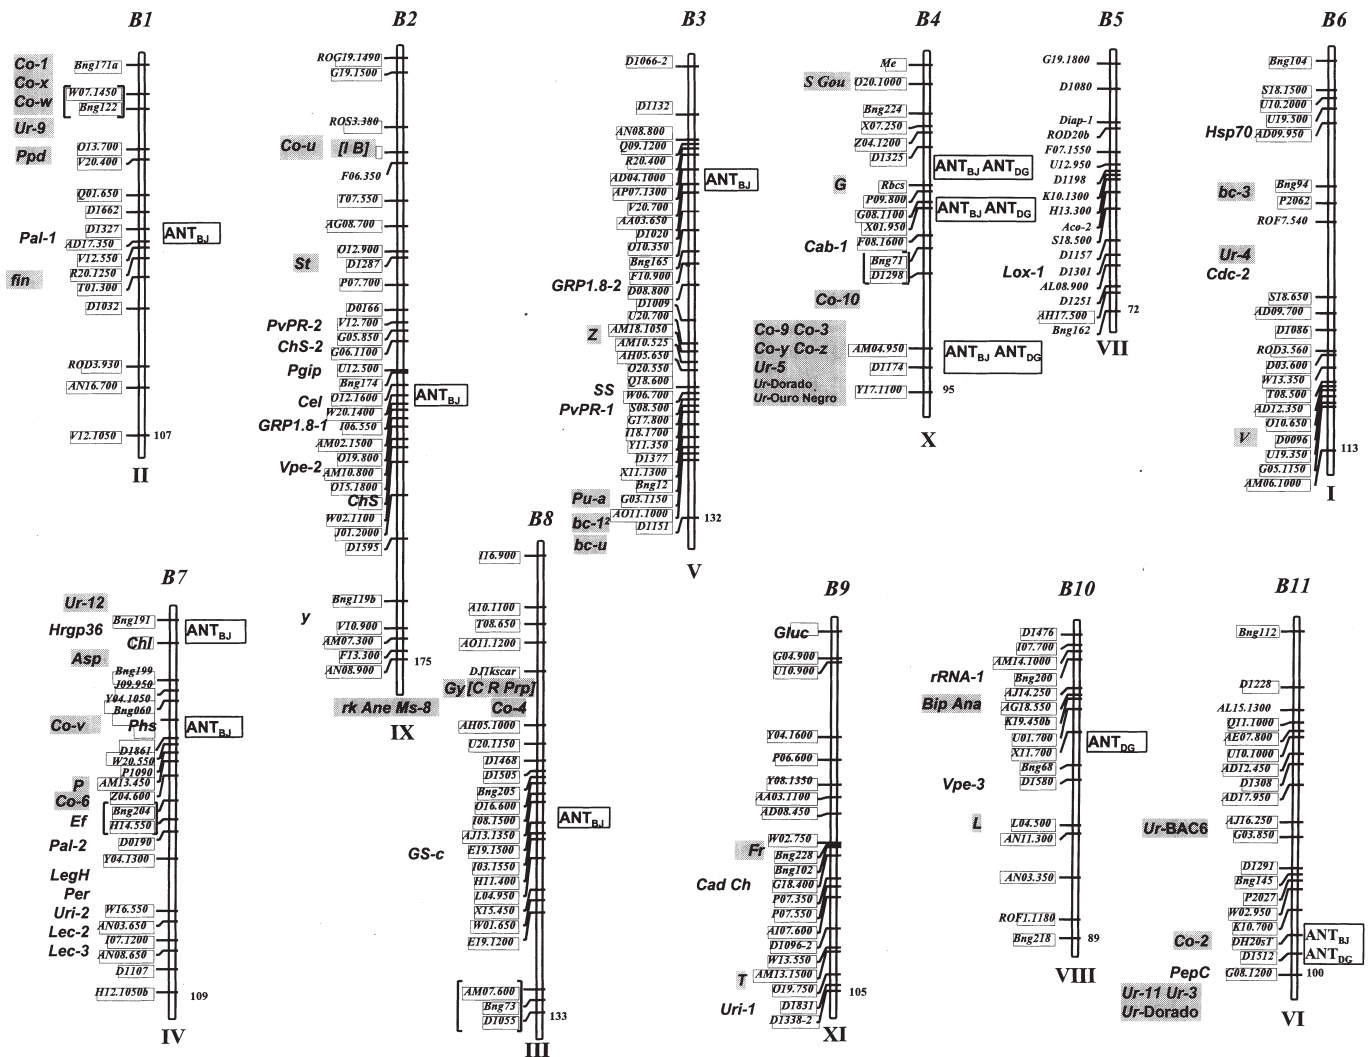 B1
Co-1
Co-x
Co-w
Ur-9
Ppd
Pal-1
fin
Bng171a
W07.1450
Bng122
O13.700
V20.400
Q01.650
D1662
D1327
AD17.350
V12.550
R20.1250
T01.300
D1032
ROD3.930
AN16.700
V12.1050
107
ANTBJ
II
B2
ROG19.1490
G19.1500
ROS3.380
Co-u [I B]
F06.350
T07.550
AG08.700
O12.900
St
D1287
P07.700
D0166
PvPR-2
V12.700
G05.850
ChS-2
G06.1100
Pgip
U12.500
Bng174
Cel
O12.1600
W20.1400
GRP1.8-1
I06.550
AM02.1500
O19.800
Vpe-2
AM10.800
O15.1800
ChS
W02.1100
J01.2000
D1595
Bng119b
y
V10.900
AM07.300
F13.300
AN08.900
175
ANTBJ
rk Ane Ms-8
IX
B3
D1066-2
D1132
AN08.800
Q09.1200
R20.400
AD04.1000
AP07.1300
V20.700
AA03.650
D1020
O10.350
Bng165
F10.900
GRP1.8-2
D08.800
D1009
U20.700
Z
AM18.1050
AM10.525
AH05.650
O20.550
Q18.600
SS
W06.700
PvPR-1
S08.500
G17.800
I18.1700
Y11.350
D1377
X11.1300
Bng12
Pu-a
G03.1150
AO11.1000
bc-1²
D1151
bc-u
132
ANTBJ
V
B4
Me
S Gou
O20.1000
Bng224
X07.250
Z04.1200
D1325
G
Rbcs
P09.800
G08.1100
X01.950
Cab-1
F08.1600
Bng71
D1298
Co-10
Co-9 Co-3
Co-y Co-z
Ur-5
Ur-Dorado
Ur-Ouro Negro
AM04.950
D1174
Y17.1100
95
ANTBJ ANTDG
ANTBJ ANTDG
ANTBJ ANTDG
X
B5
G19.1800
D1080
Diap-1
ROD20b
F07.1550
U12.950
D1198
K10.1300
H13.300
Aco-2
S18.500
D1157
Lox-1
D1301
AL08.900
D1251
AH17.500
Bng162
72
VII
B6
Bng104
S18.1500
U10.2000
U19.500
Hsp70
AD09.950
bc-3
Bng94
P2062
ROF7.540
Ur-4
Cdc-2
S18.650
AD09.700
D1086
ROD3.560
D03.600
W13.350
T08.500
AD12.350
O10.650
V
D0096
U19.350
G05.1150
AM06.1000
113
I
B7
Ur-12
Hrgp36
Bng191
Chl
Asp
Bng199
J09.950
Y04.1050
Bng060
Co-v
Phs
D1861
W20.550
P1090
P
AM13.450
Z04.600
Co-6
Bng204
Ef
H14.550
Pal-2
D0190
Y04.1300
LegH
Per
Uri-2
W16.550
Lec-2
AN03.650
I07.1200
Lec-3
AN08.650
D1107
H12.1050b
109
ANTBJ
ANTBJ
IV
B8
I16.900
A10.1100
T08.650
AO11.1200
DJ1kscar
Gy [C R Prp]
Co-4
AH05.1000
U20.1150
D1468
D1505
Bng205
O16.600
I08.1500
AJ13.1350
GS-c
E19.1500
I03.1550
H11.400
L04.950
X15.450
W01.650
E19.1200
AM07.600
Bng73
D1055
133
ANTBJ
III
B9
Gluc
G04.900
U10.900
Y04.1600
P06.600
Y08.1350
AA03.1100
AD08.450
W02.750
Fr
Bng228
Bng102
Cad Ch
G18.400
P07.350
P07.550
AI07.600
D1096-2
W13.550
T
AM13.1500
O19.750
Uri-1
D1831
D1338-2
105
XI
B10
D1476
I07.700
AM14.1000
rRNA-1
Bng200
AJ14.250
Bip Ana
AG18.550
K19.450b
U01.700
X11.700
Bng68
Vpe-3
D1580
L
L04.500
AN11.300
AN03.350
ROF1.1180
Bng218
89
ANTDG
VIII
B11
Bng112
D1228
AL15.1300
Q11.1000
AE07.800
U10.1000
AD12.450
D1308
AD17.950
Ur-BAC6
AJ16.250
G03.850
D1291
Bng145
P2027
W02.950
K10.700
Co-2
DH20sT
D1512
PepC
G08.1200
100
Ur-11 Ur-3
Ur-Dorado
ANTBJ
ANTDG
VI